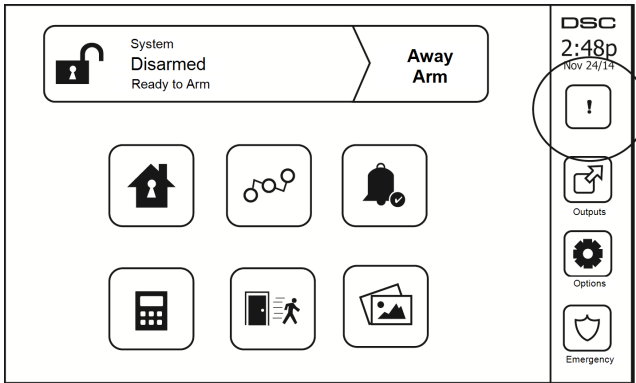 System
Disarmed
Ready to Arm
Away
Arm
DSC
2:48p
Nov 24/14
!
Outputs
Options
Emergency